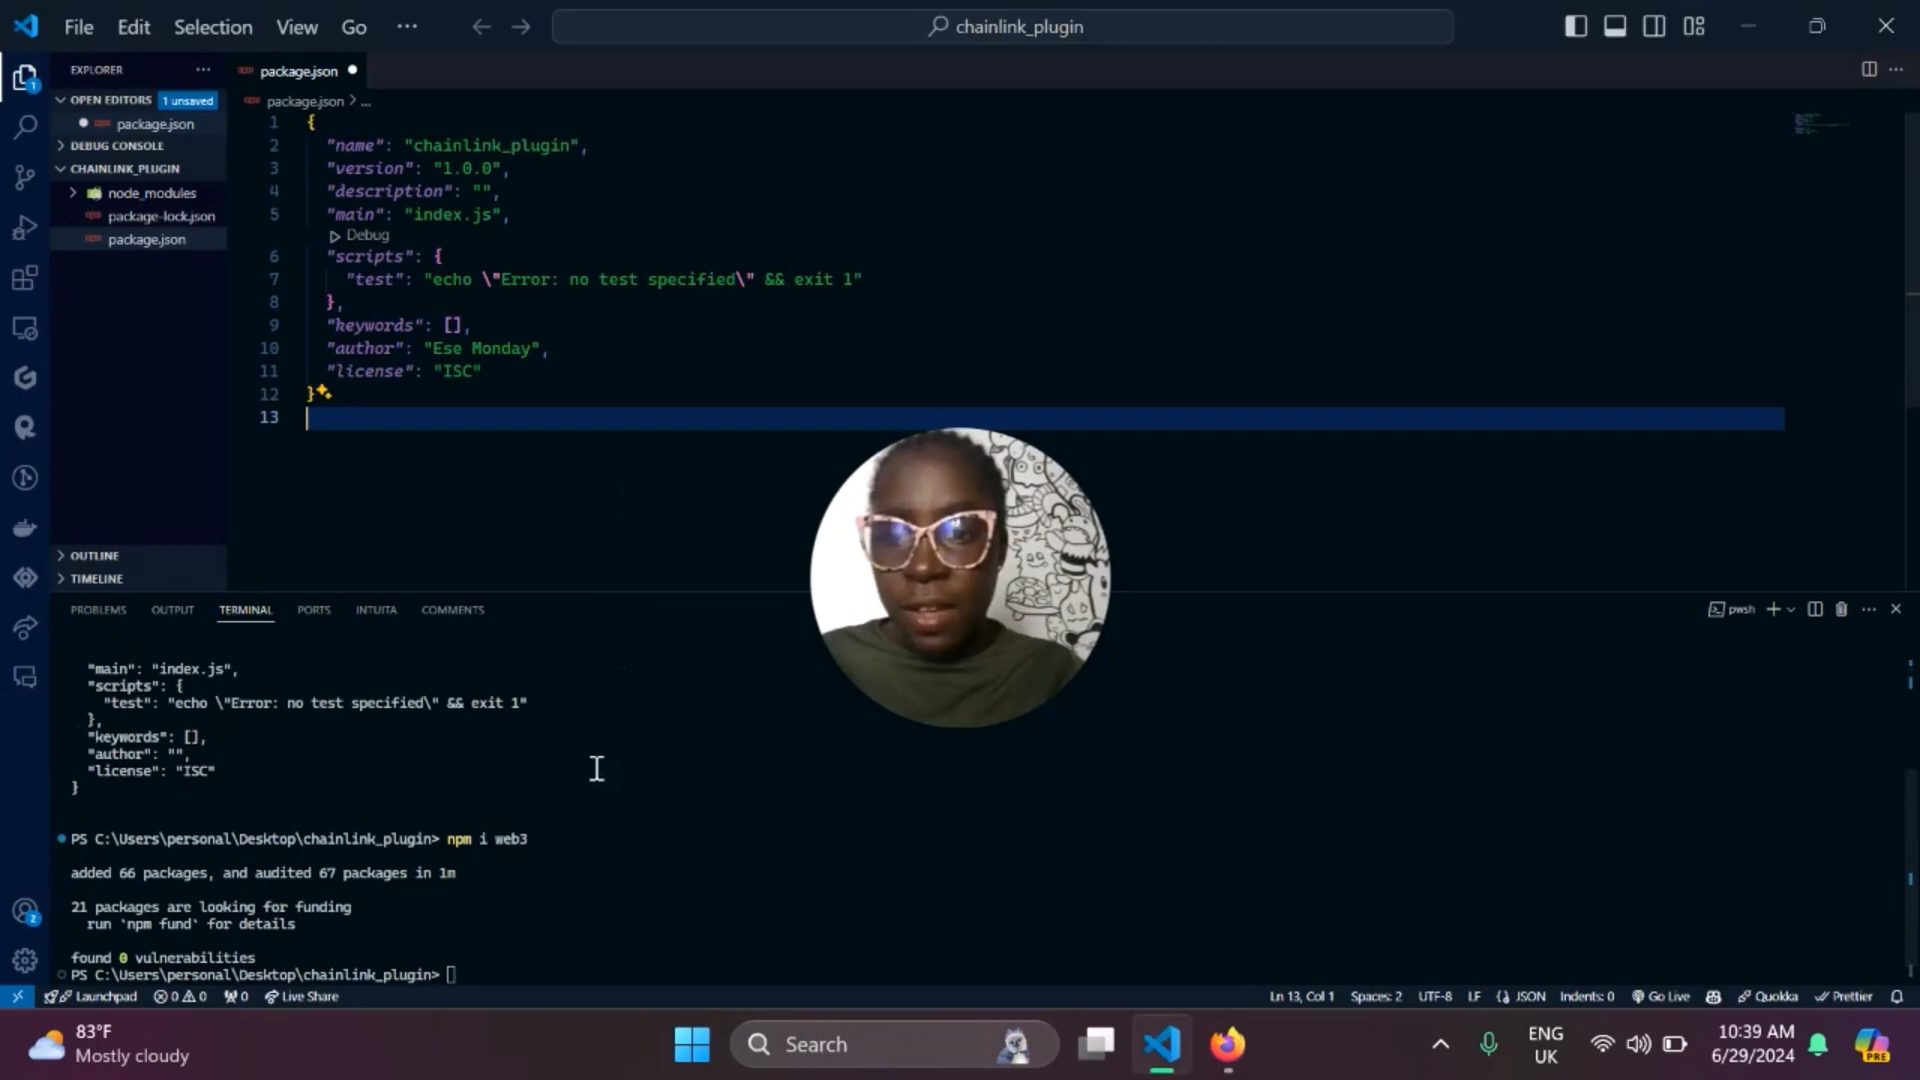 File Edit Selection View Go ··· chainlink_plugin
EXPLORER ···
OPEN EDITORS 1 unsaved
package.json
DEBUG CONSOLE
CHAINLINK_PLUGIN
node_modules
package-lock.json
package.json
OUTLINE
TIMELINE
package.json
package.json > ...
1 {
2 "name": "chainlink_plugin",
3 "version": "1.0.0",
4 "description": "",
5 "main": "index.js",
Debug
6 "scripts": {
7 "test": "echo \"Error: no test specified\" && exit 1"
8 },
9 "keywords": [],
10 "author": "Ese Monday",
11 "license": "ISC"
12 }
13
PROBLEMS OUTPUT TERMINAL PORTS INTUITA COMMENTS
pwsh
"main": "index.js",
"scripts": {
"test": "echo \"Error: no test specified\" && exit 1"
},
"keywords": [],
"author": "",
"license": "ISC"
}
PS C:\Users\personal\Desktop\chainlink_plugin> npm i web3
added 66 packages, and audited 67 packages in 1m
21 packages are looking for funding
run `npm fund` for details
found 0 vulnerabilities
PS C:\Users\personal\Desktop\chainlink_plugin>
1
2
Launchpad 0 0 0 Live Share
Ln 13, Col 1 Spaces: 2 UTF-8 LF {} JSON Indents: 0 Go Live Quokka Prettier
83°F
Mostly cloudy
Search
ENG
UK
10:39 AM
6/29/2024
PRE